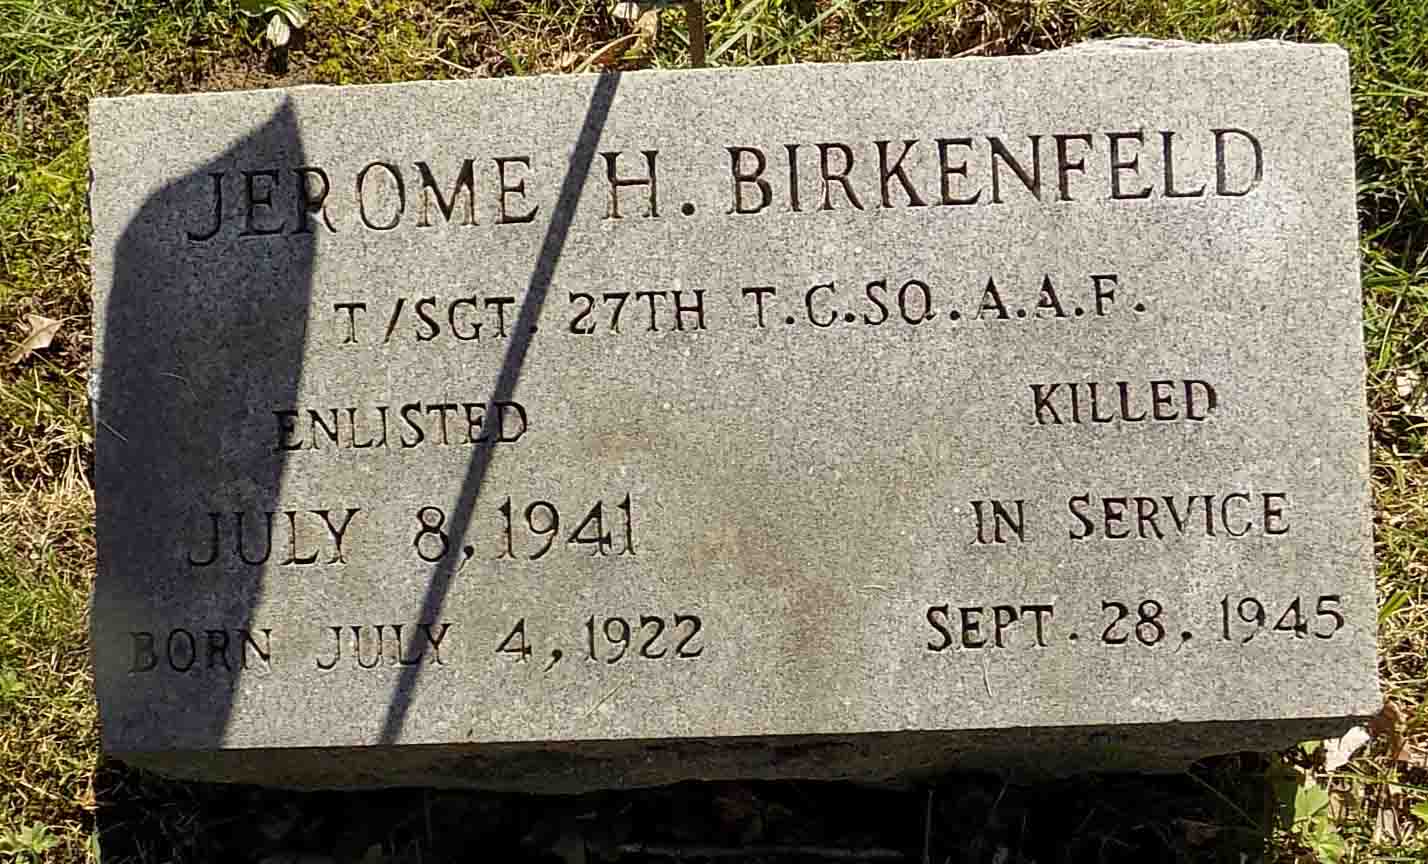 JEROME H. BIRKENFELD
T/SGT. 27TH T.C.SQ.A.A.F.
ENLISTED
JULY 8, 1941
BORN JULY 4, 1922
KILLED
IN SERVICE
SEPT. 28, 1945